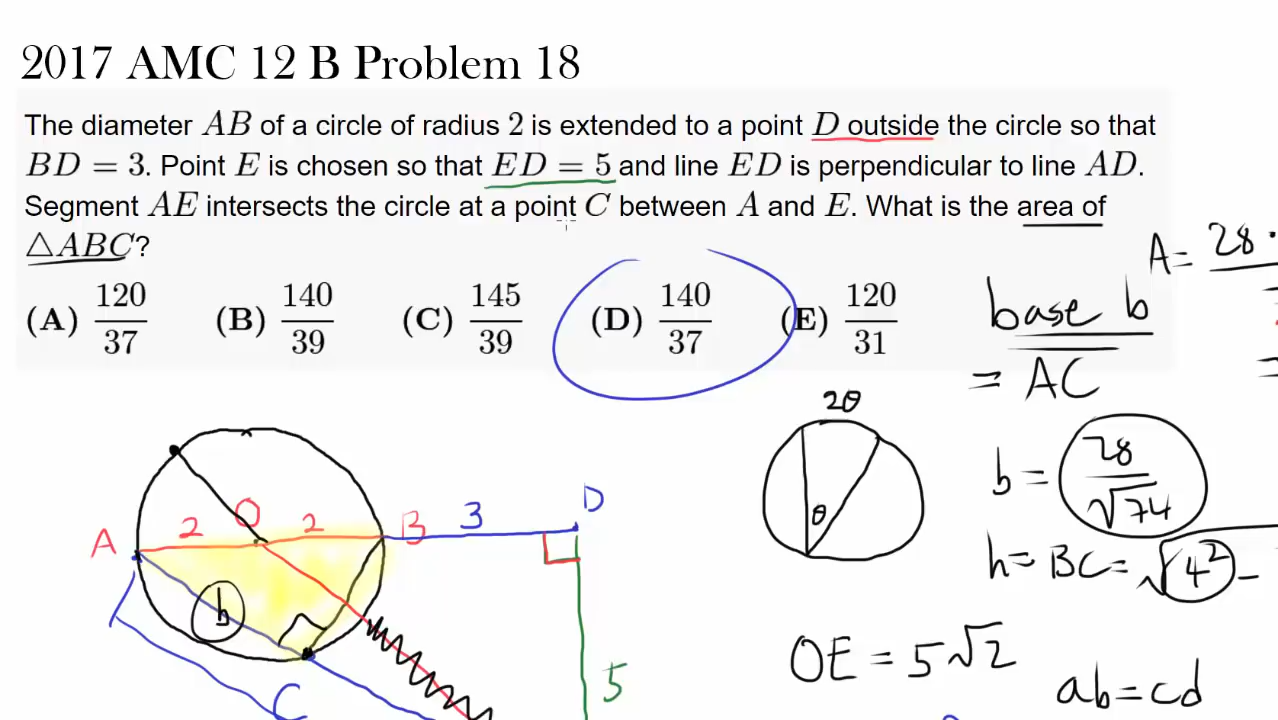 2017 AMC 12 B Problem 18
The diameter AB of a circle of radius 2 is extended to a point D outside the circle so that
BD = 3. Point E is chosen so that ED = 5 and line ED is perpendicular to line AD.
Segment AE intersects the circle at a point C between A and E. What is the area of
△ABC?
(A) 120/37 (B) 140/39 (C) 145/39 (D) 140/37 (E) 120/31
A = 28 ·
base b
= AC
2θ
θ
b = 28/√74
h = BC = √4² −
A 2 O 2 B 3 D
b
C
5
OE = 5√2
ab = cd